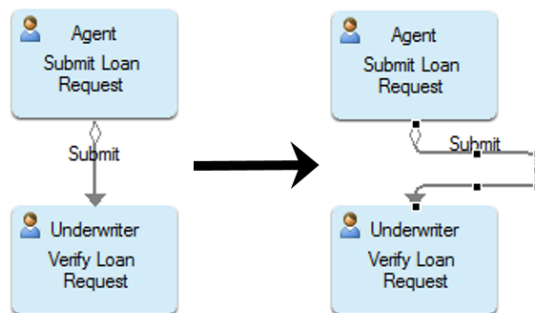 Agent
Submit Loan
Request
Submit
Underwriter
Verify Loan
Request
Agent
Submit Loan
Request
Submit
Underwriter
Verify Loan
Request